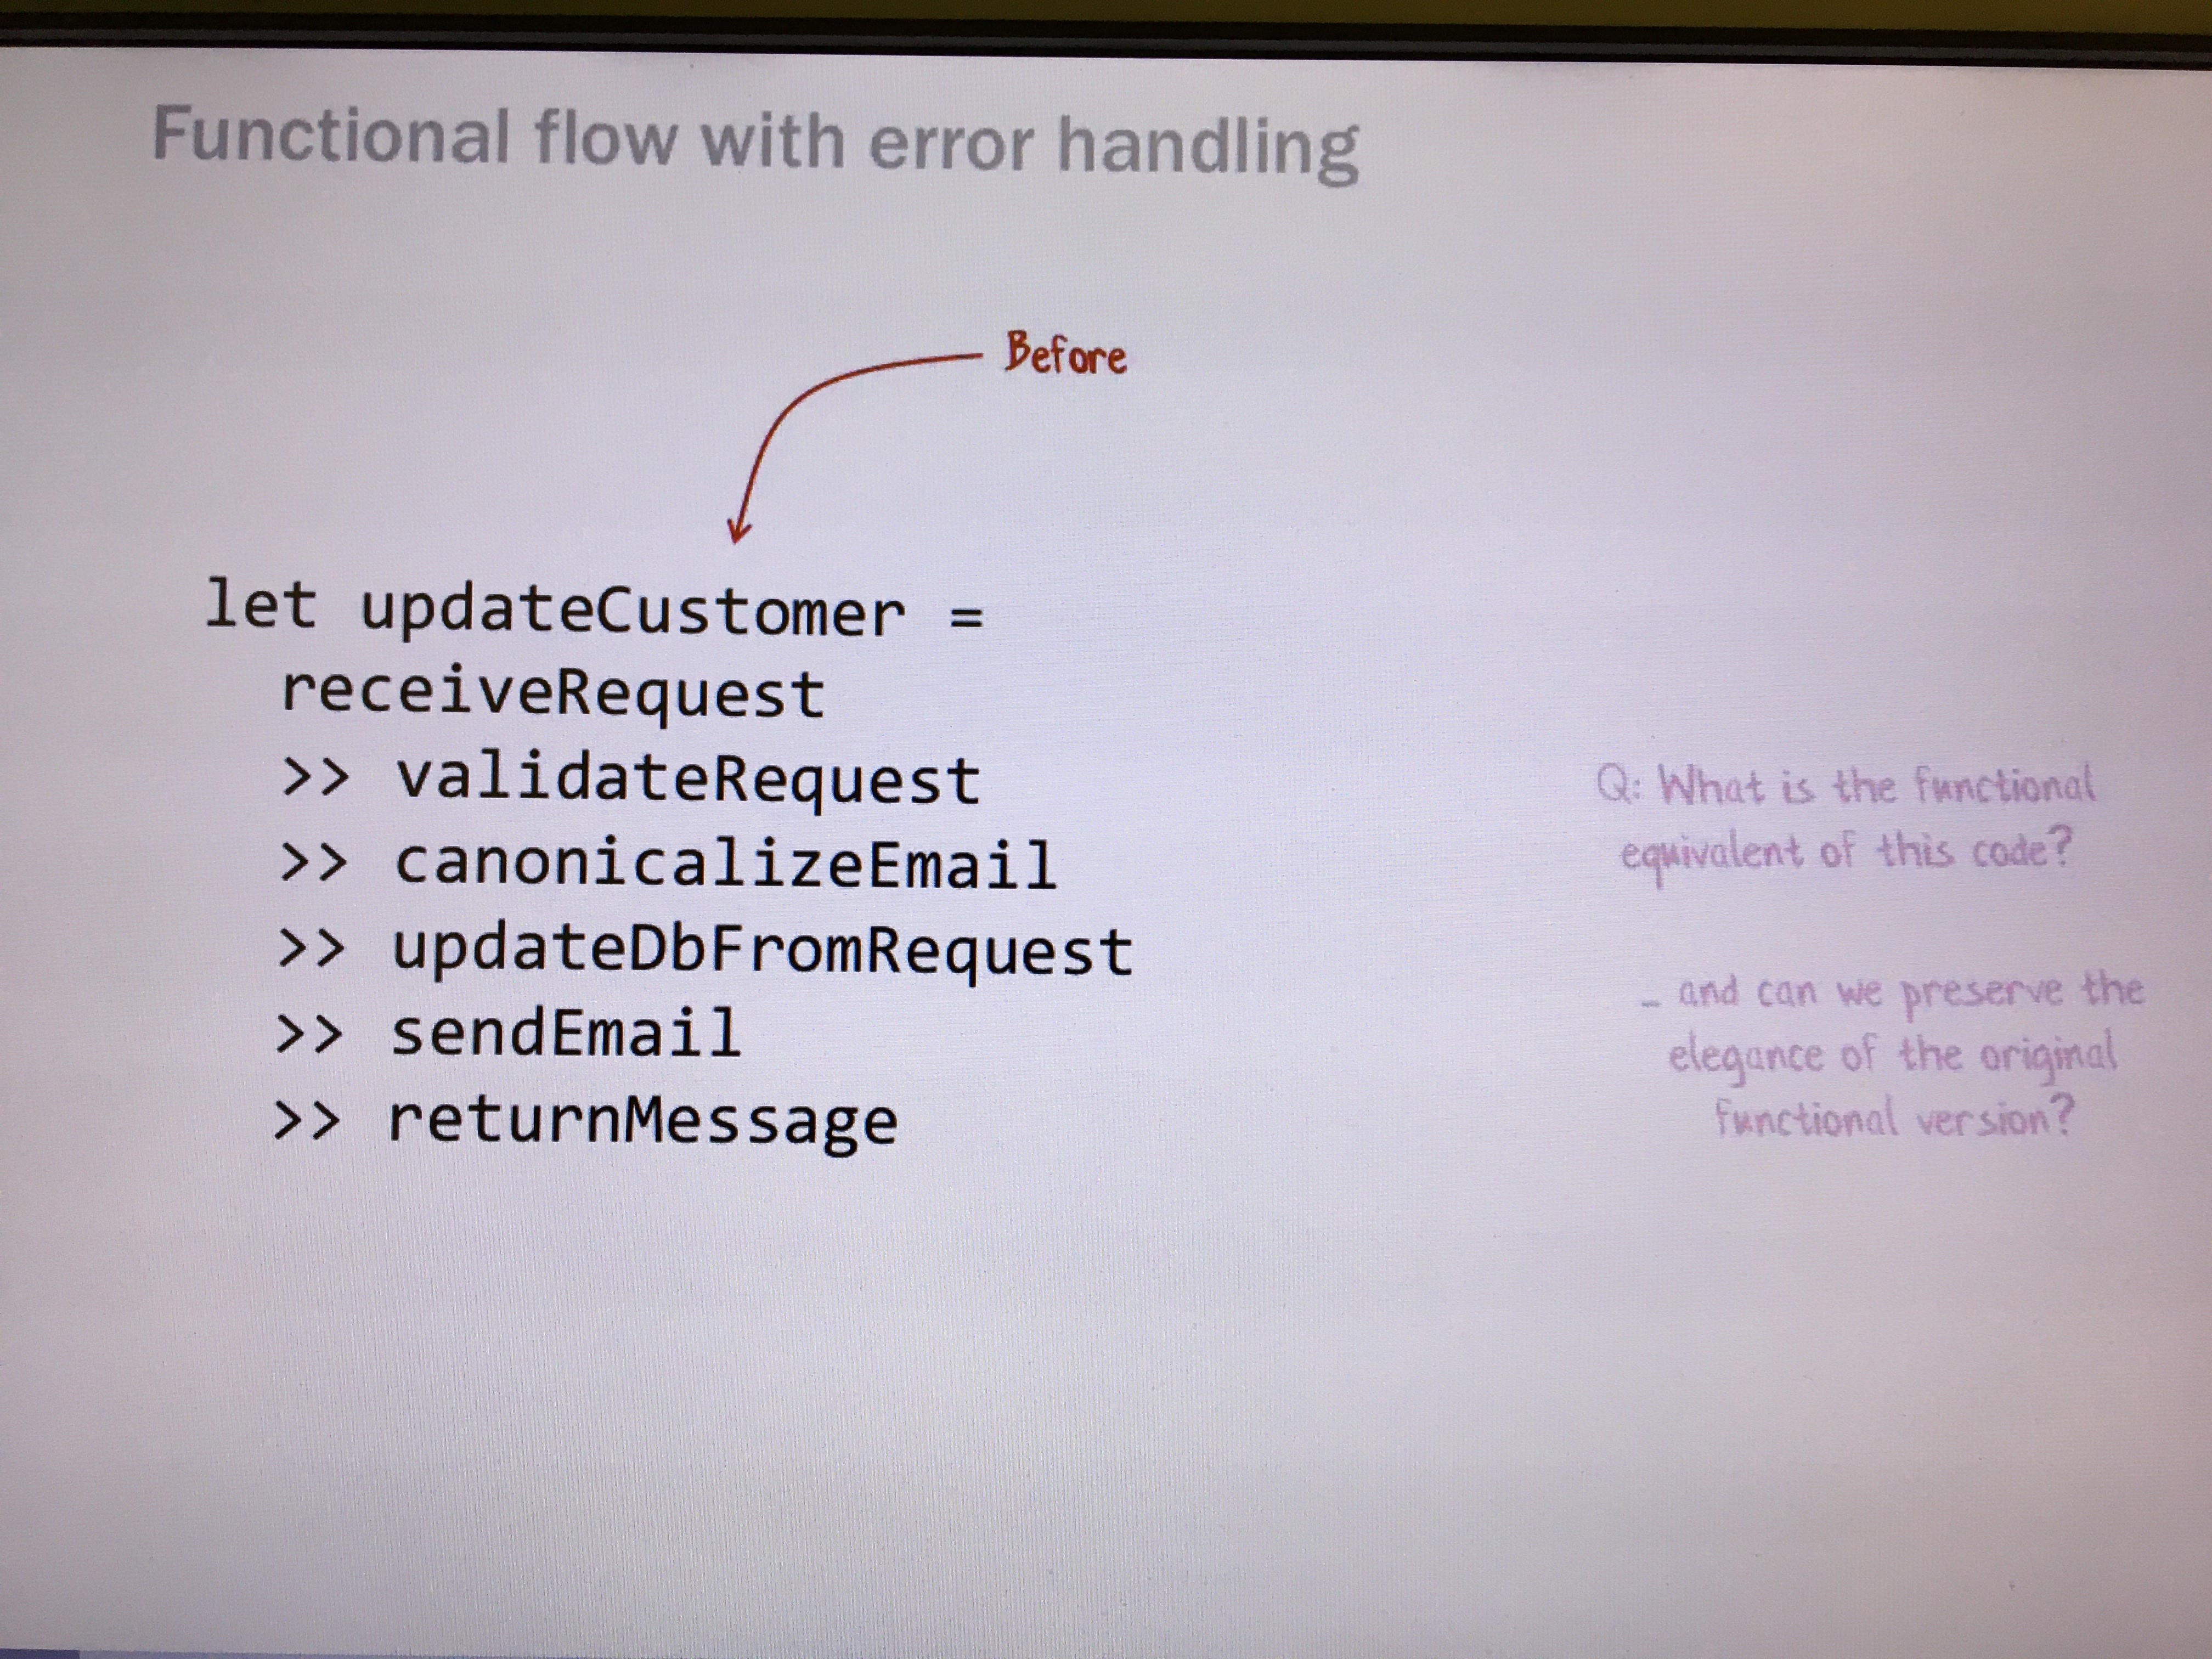 Functional flow with error handling
Before
let updateCustomer =
receiveRequest
>> validateRequest
>> canonicalizeEmail
>> updateDbFromRequest
>> sendEmail
>> returnMessage
Q: What is the functional
equivalent of this code?
… and can we preserve the
elegance of the original
functional version?